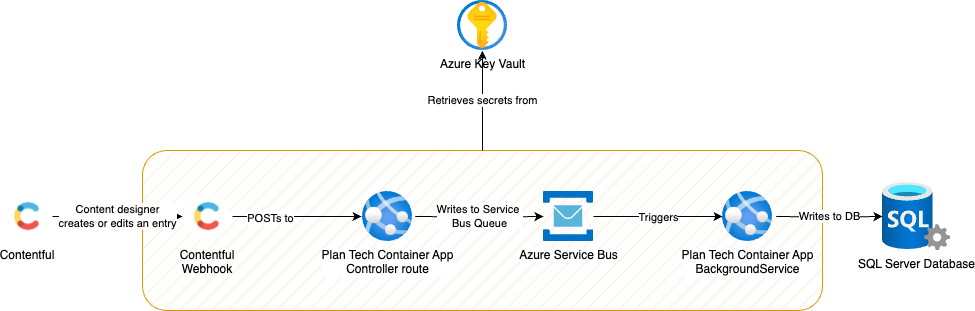 Azure Key Vault
Retrieves secrets from
Content designer
creates or edits an entry
POSTs to
Writes to Service
Bus Queue
Triggers
Writes to DB
SQL
Contentful
Contentful
Webhook
Plan Tech Container App
Controller route
Azure Service Bus
Plan Tech Container App
BackgroundService
SQL Server Database